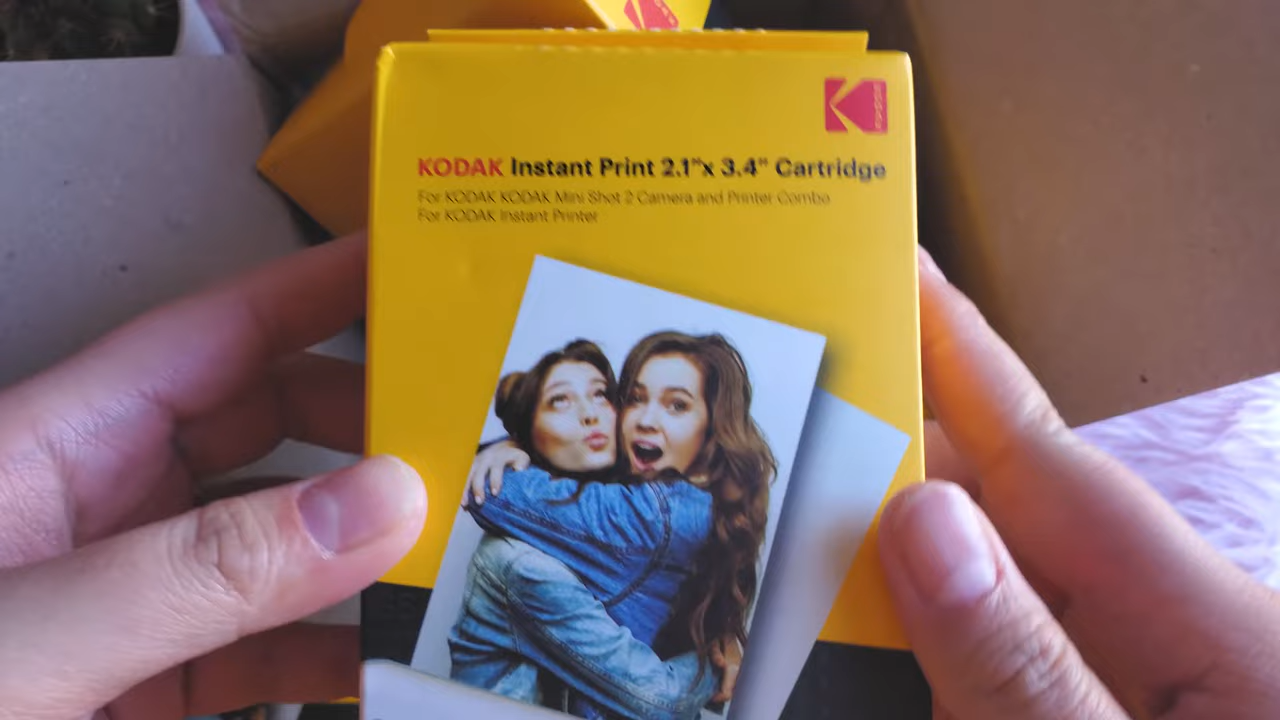 KODAK
KODAK Instant Print 2.1"x 3.4" Cartridge
For KODAK KODAK Mini Shot 2 Camera and Printer Combo
For KODAK Instant Printer